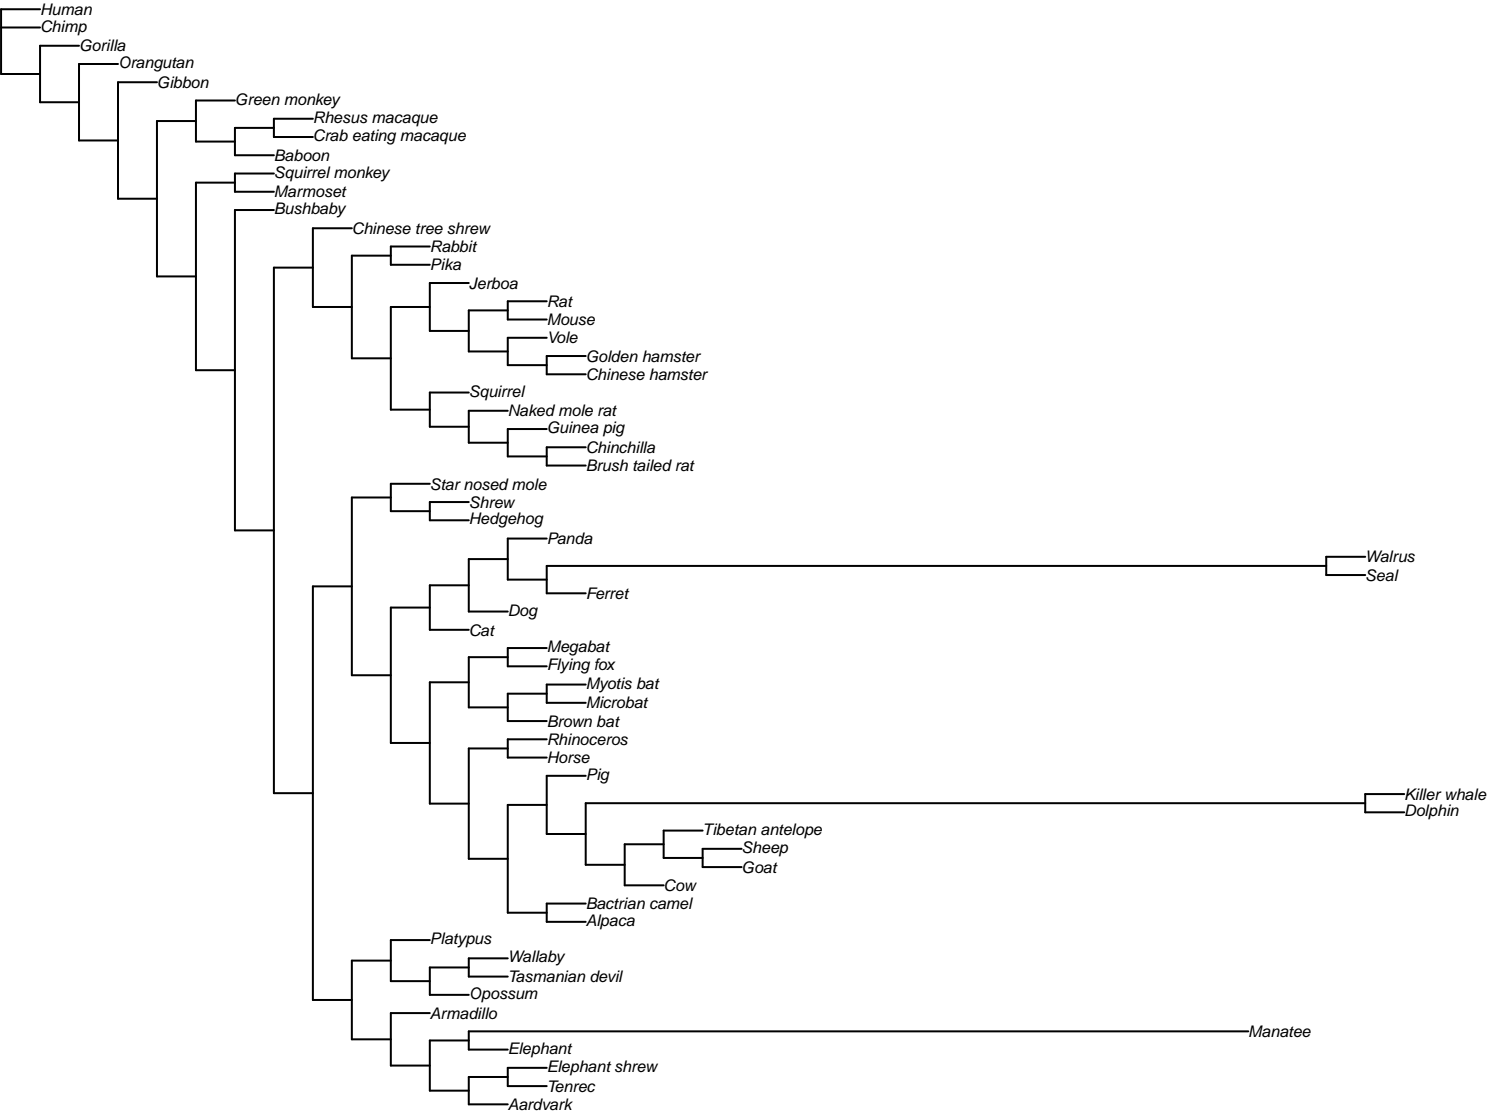 Human
Chimp
Gorilla
Orangutan
Gibbon
Green monkey
Rhesus macaque
Crab eating macaque
Baboon
Squirrel monkey
Marmoset
Bushbaby
Chinese tree shrew
Rabbit
Pika
Jerboa
Rat
Mouse
Vole
Golden hamster
Chinese hamster
Squirrel
Naked mole rat
Guinea pig
Chinchilla
Brush tailed rat
Star nosed mole
Shrew
Hedgehog
Panda
Walrus
Seal
Ferret
Dog
Cat
Megabat
Flying fox
Myotis bat
Microbat
Brown bat
Rhinoceros
Horse
Pig
Killer whale
Dolphin
Tibetan antelope
Sheep
Goat
Cow
Bactrian camel
Alpaca
Platypus
Wallaby
Tasmanian devil
Opossum
Armadillo
Manatee
Elephant
Elephant shrew
Tenrec
Aardvark